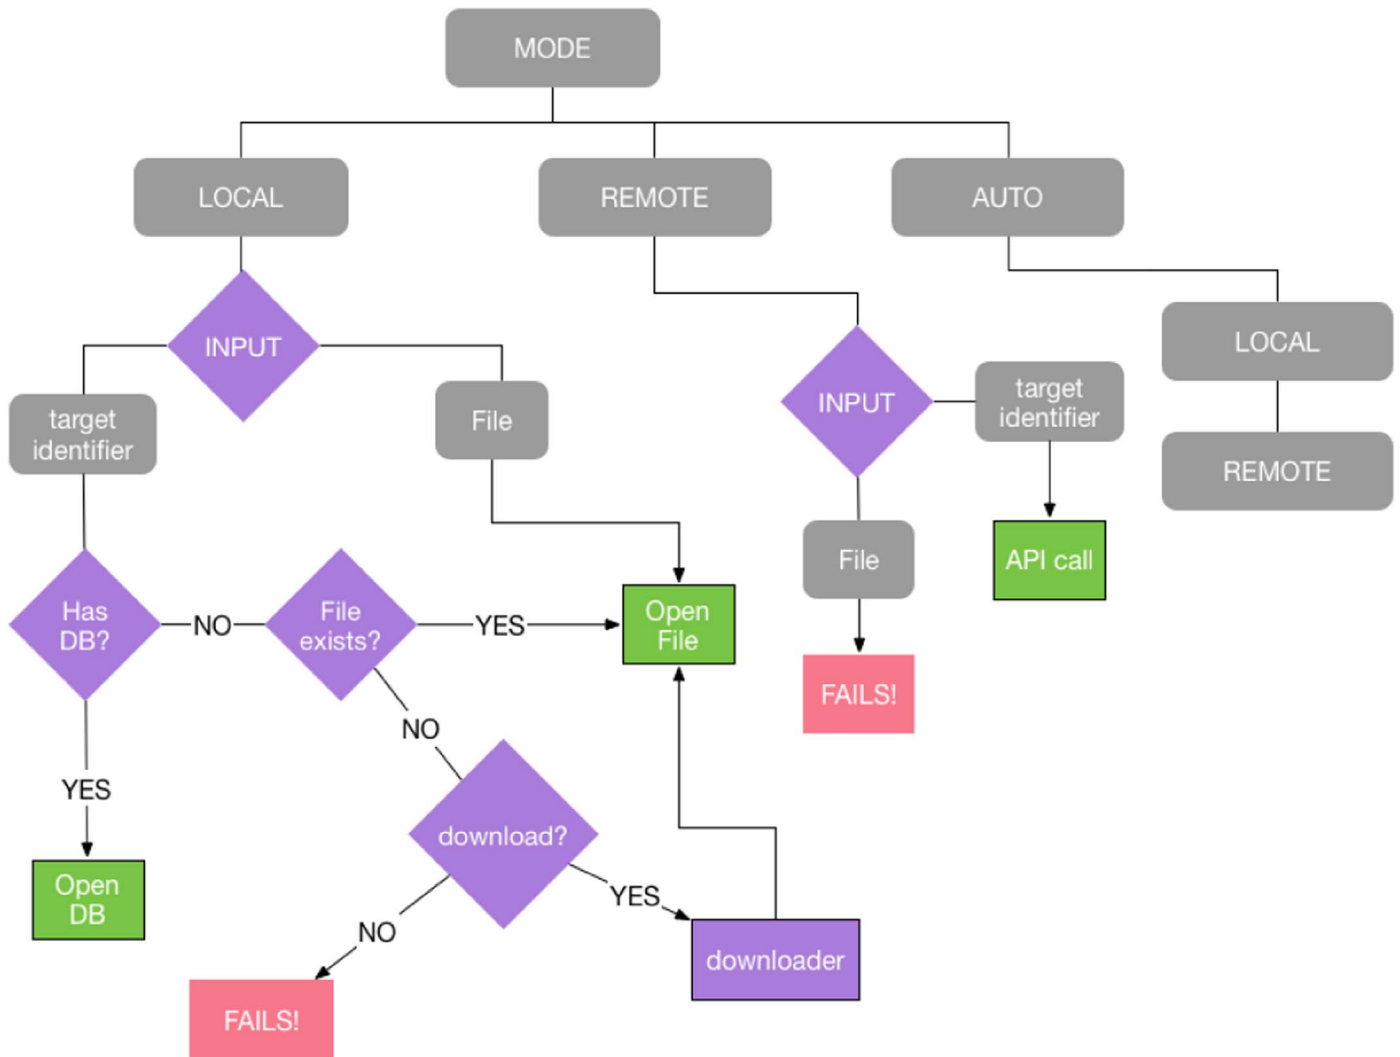 MODE
LOCAL
REMOTE
AUTO
INPUT
target
identifier
File
INPUT
target
identifier
LOCAL
REMOTE
File
API call
FAILS!
Has
DB?
NO
File
exists?
YES
Open
File
NO
YES
download?
Open
DB
YES
NO
downloader
FAILS!